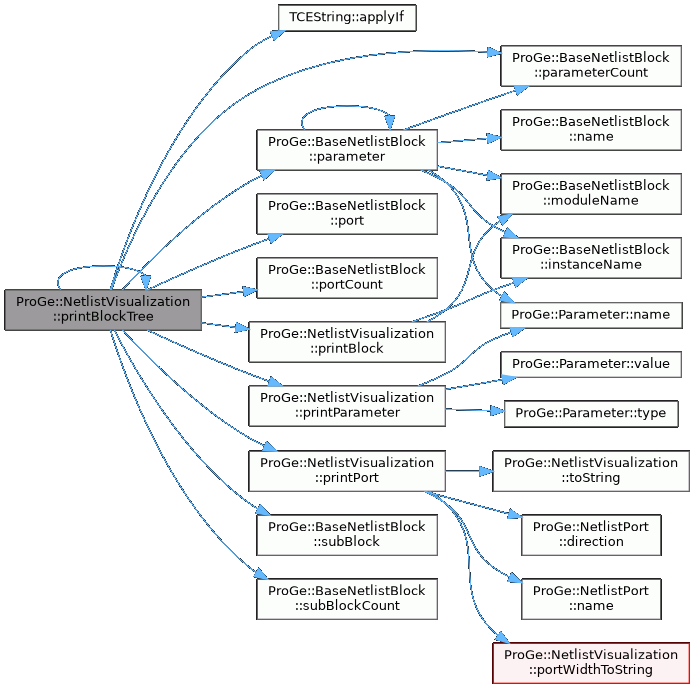 TCEString::applyIf
ProGe::BaseNetlistBlock
::parameterCount
ProGe::BaseNetlistBlock
::name
ProGe::BaseNetlistBlock
::parameter
ProGe::BaseNetlistBlock
::moduleName
ProGe::BaseNetlistBlock
::port
ProGe::BaseNetlistBlock
::instanceName
ProGe::BaseNetlistBlock
::portCount
ProGe::NetlistVisualization
::printBlockTree
ProGe::Parameter::name
ProGe::NetlistVisualization
::printBlock
ProGe::Parameter::value
ProGe::NetlistVisualization
::printParameter
ProGe::Parameter::type
ProGe::NetlistVisualization
::printPort
ProGe::NetlistVisualization
::toString
ProGe::BaseNetlistBlock
::subBlock
ProGe::NetlistPort
::direction
ProGe::BaseNetlistBlock
::subBlockCount
ProGe::NetlistPort
::name
ProGe::NetlistVisualization
::portWidthToString